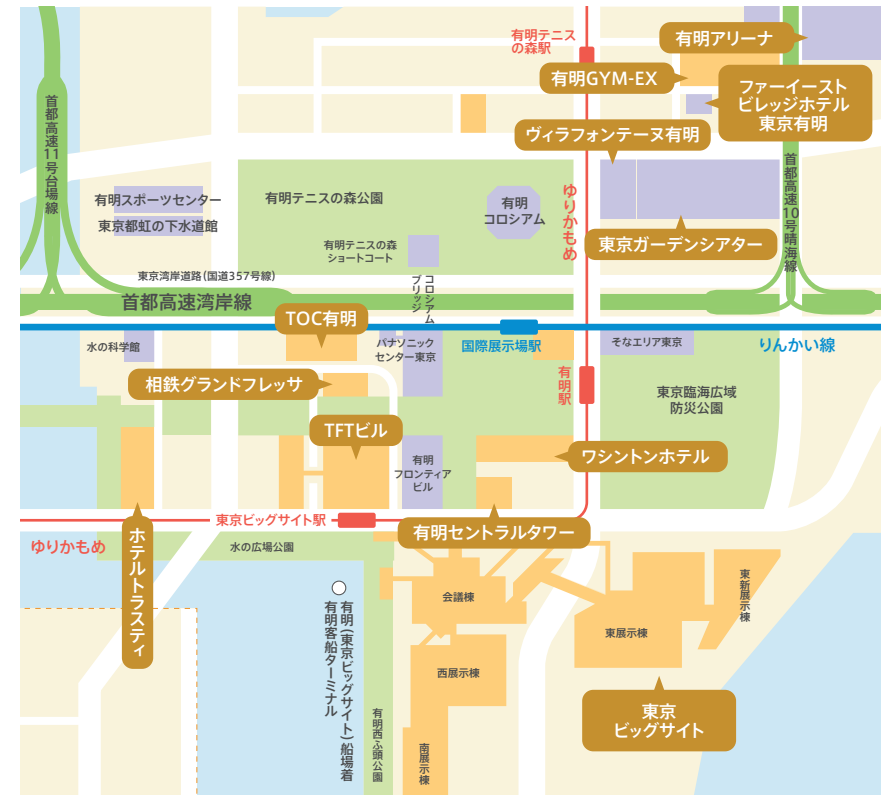 有明テニス
の森駅
有明アリーナ
有明GYM-EX
ファーイースト
ビレッジホテル
東京有明
ヴィラフォンテーヌ有明
首都高速11号台場線
首都高速10号晴海線
有明スポーツセンター
東京都虹の下水道館
有明テニスの森公園
有明
コロシアム
ゆりかもめ
東京ガーデンシアター
有明テニスの森
ショートコート
東京湾岸道路(国道357号線)
コロシアム
ブリッジ
首都高速湾岸線
TOC有明
水の科学館
パナソニック
センター東京
国際展示場駅
そなエリア東京
りんかい線
相鉄グランドフレッサ
有明駅
東京臨海広域
防災公園
TFTビル
有明
フロンティア
ビル
ワシントンホテル
東京ビッグサイト駅
有明セントラルタワー
ゆりかもめ
ホテルトラスティ
水の広場公園
会議棟
東展示棟
東新展示棟
有明(東京ビッグサイト)船場着
有明客船ターミナル
西展示棟
東京
ビッグサイト
有明西ふ頭公園
南展示棟